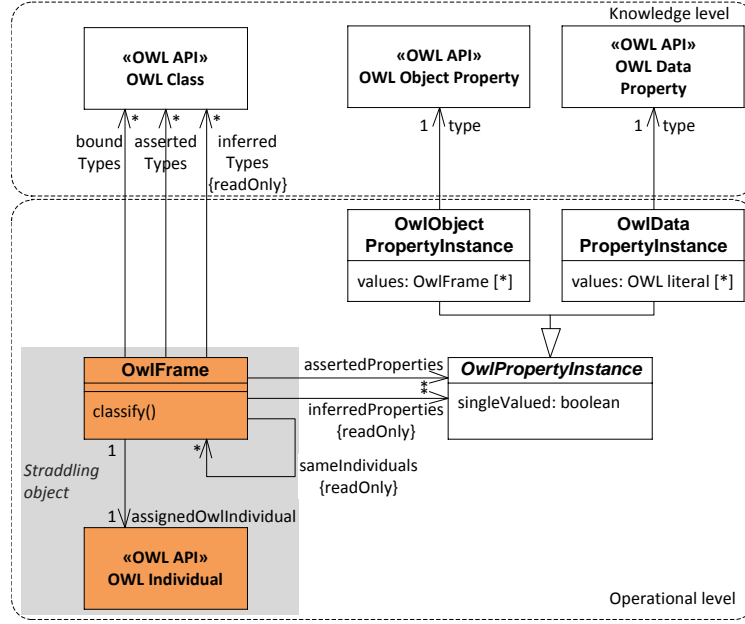 Knowledge level
«OWL API»
OWL Class
«OWL API»
OWL Object Property
«OWL API»
OWL Data
Property
* * *
bound asserted inferred
Types Types Types
{readOnly}
1 type
1 type
OwlObject
PropertyInstance
values: OwlFrame [*]
OwlData
PropertyInstance
values: OWL literal [*]
OwlFrame
classify()
assertedProperties
*
*
inferredProperties
{readOnly}
OwlPropertyInstance
singleValued: boolean
1
*
sameIndividuals
{readOnly}
Straddling
object
1 assignedOwlIndividual
«OWL API»
OWL Individual
Operational level